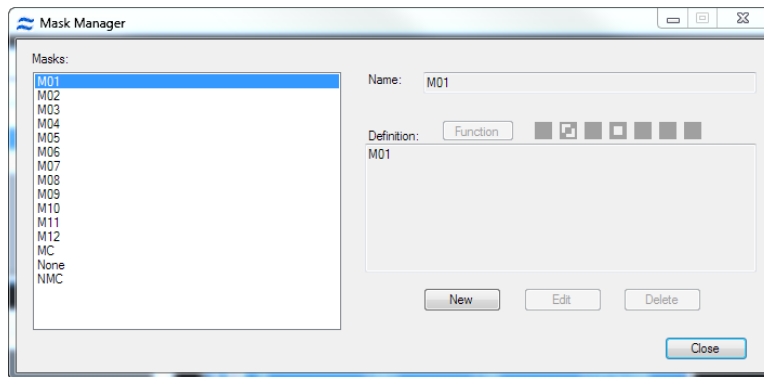 Mask Manager
Masks:
M01
M02
M03
M04
M05
M06
M07
M08
M09
M10
M11
M12
MC
None
NMC
Name: M01
Definition: Function
M01
New Edit Delete
Close